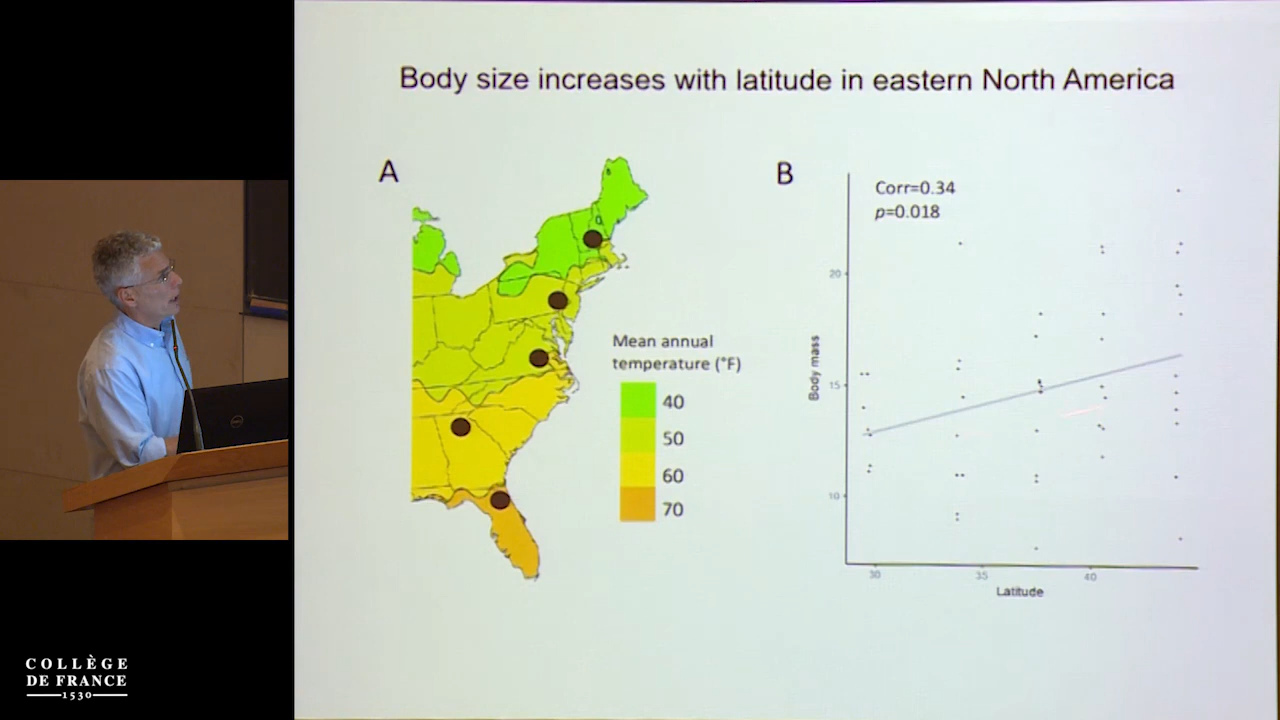 Body size increases with latitude in eastern North America
A
Mean annual
temperature (°F)
40
50
60
70
B
Corr=0.34
p=0.018
20
15
10
Body mass
30
35
40
Latitude
COLLÈGE
DE FRANCE
1530